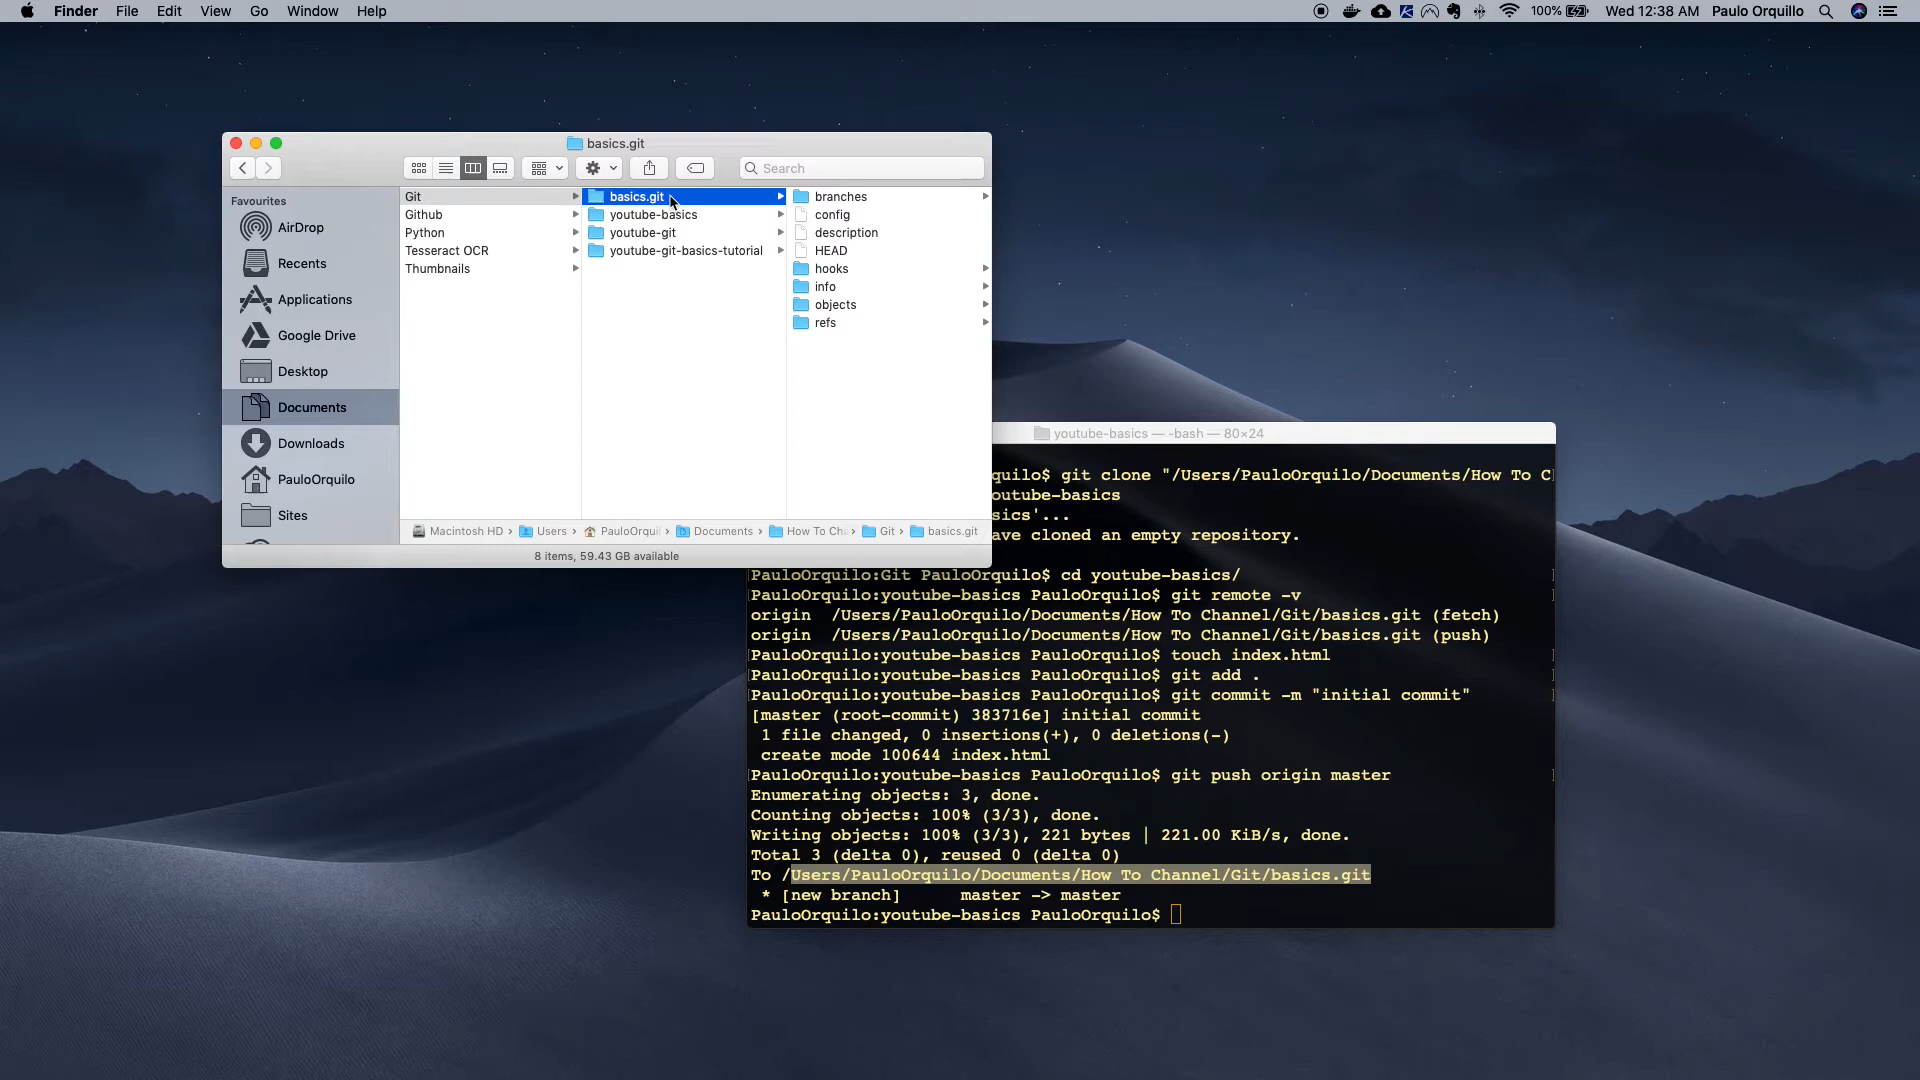 Finder File Edit View Go Window Help
100% Wed 12:38 AM Paulo Orquillo
basics.git
Search
Favourites
AirDrop
Recents
Applications
Google Drive
Desktop
Documents
Downloads
PauloOrquilo
Sites
Git
Github
Python
Tesseract OCR
Thumbnails
basics.git
youtube-basics
youtube-git
youtube-git-basics-tutorial
branches
config
description
HEAD
hooks
info
objects
refs
Macintosh HD › Users › PauloOrquil › Documents › How To Cha › Git › basics.git
8 items, 59.43 GB available
youtube-basics — -bash — 80×24
quilo$ git clone "/Users/PauloOrquilo/Documents/How To C
outube-basics
sics'...
ave cloned an empty repository.
PauloOrquilo:Git PauloOrquilo$ cd youtube-basics/
PauloOrquilo:youtube-basics PauloOrquilo$ git remote -v
origin /Users/PauloOrquilo/Documents/How To Channel/Git/basics.git (fetch)
origin /Users/PauloOrquilo/Documents/How To Channel/Git/basics.git (push)
PauloOrquilo:youtube-basics PauloOrquilo$ touch index.html
PauloOrquilo:youtube-basics PauloOrquilo$ git add .
PauloOrquilo:youtube-basics PauloOrquilo$ git commit -m "initial commit"
[master (root-commit) 383716e] initial commit
1 file changed, 0 insertions(+), 0 deletions(-)
create mode 100644 index.html
PauloOrquilo:youtube-basics PauloOrquilo$ git push origin master
Enumerating objects: 3, done.
Counting objects: 100% (3/3), done.
Writing objects: 100% (3/3), 221 bytes | 221.00 KiB/s, done.
Total 3 (delta 0), reused 0 (delta 0)
To /Users/PauloOrquilo/Documents/How To Channel/Git/basics.git
* [new branch] master -> master
PauloOrquilo:youtube-basics PauloOrquilo$